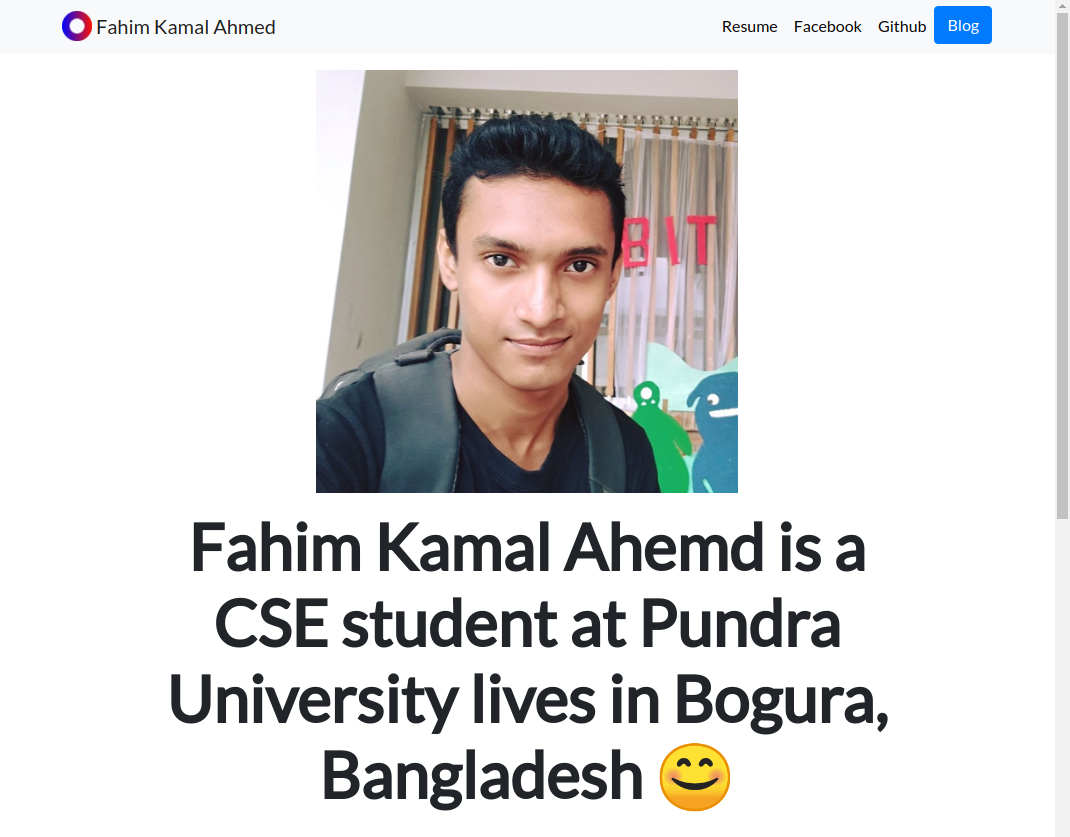 Fahim Kamal Ahmed
Resume Facebook Github Blog
BIT
Fahim Kamal Ahemd is a
CSE student at Pundra
University lives in Bogura,
Bangladesh 😊